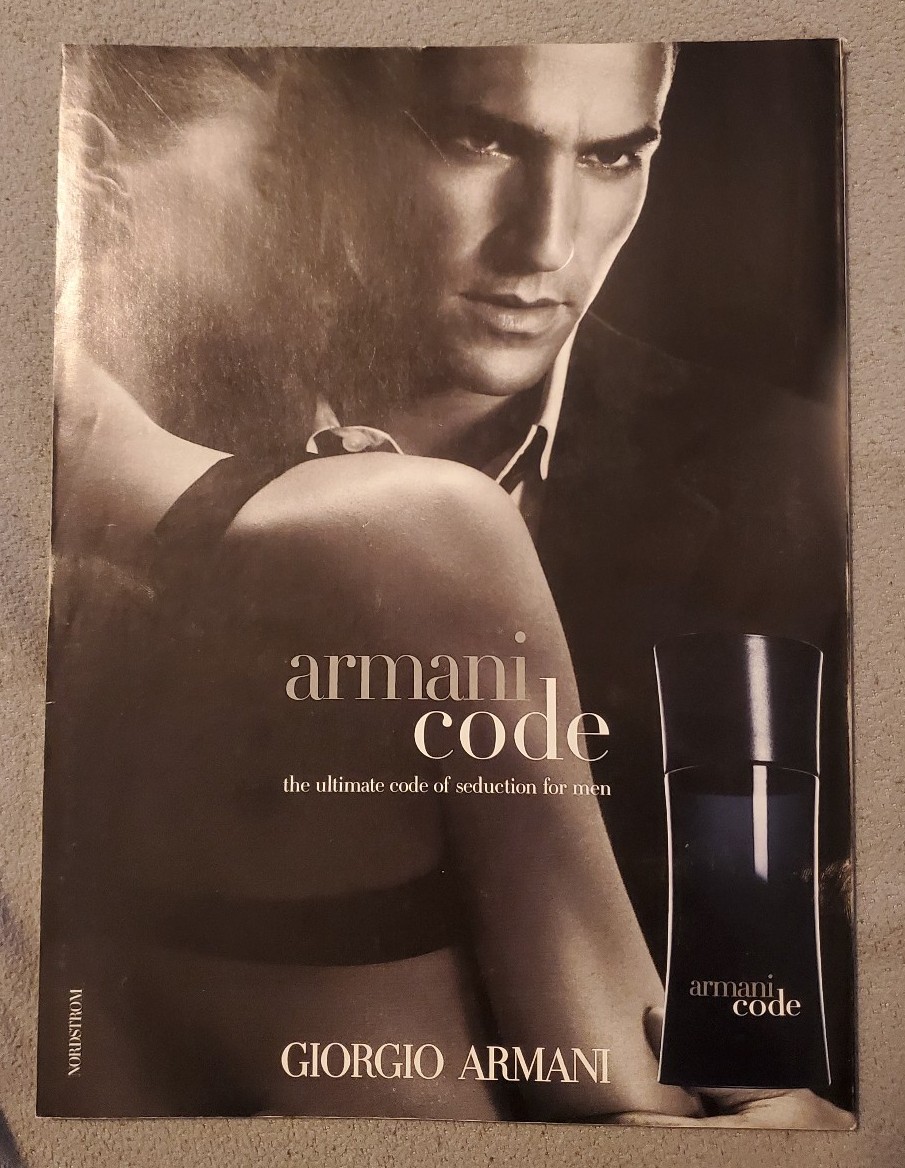 armani
code
the ultimate code of seduction for men
armani
code
NORDSTROM
GIORGIO ARMANI